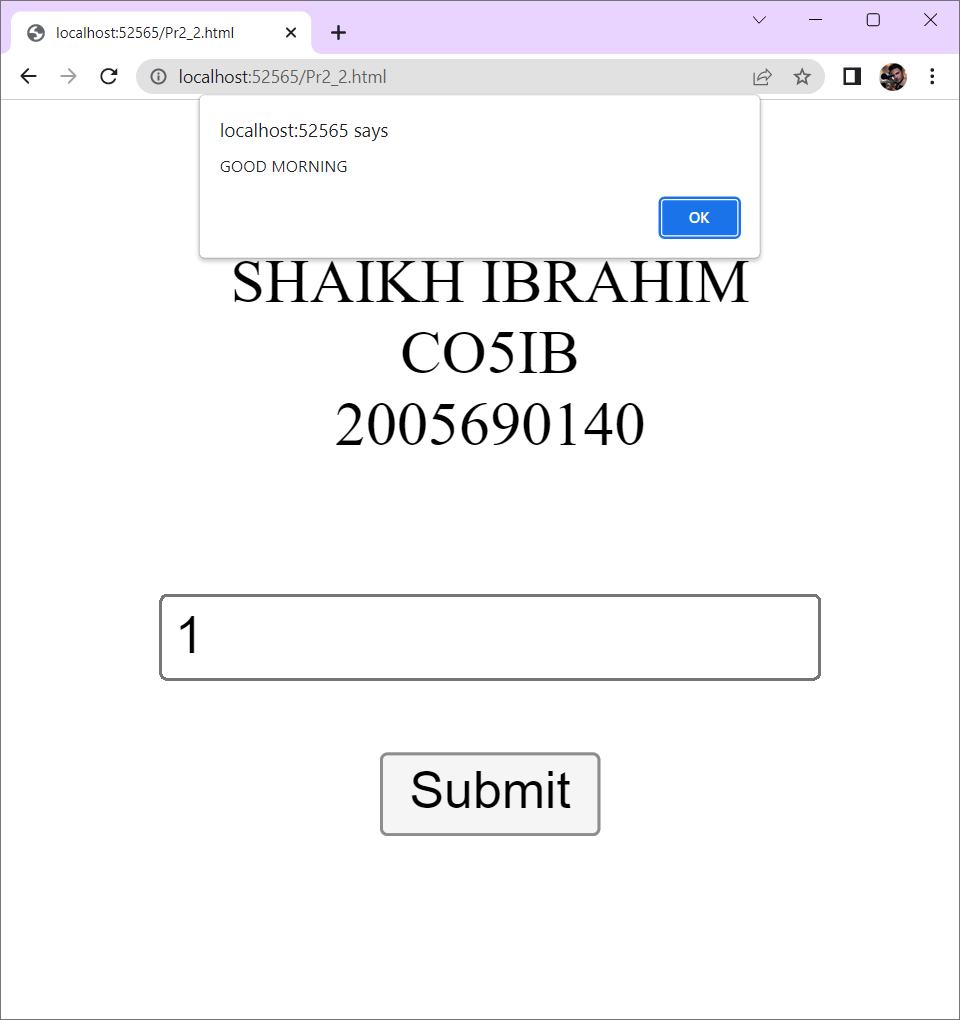 localhost:52565/Pr2_2.html
localhost:52565/Pr2_2.html
localhost:52565 says
GOOD MORNING
OK
SHAIKH IBRAHIM
CO5IB
2005690140
1
Submit